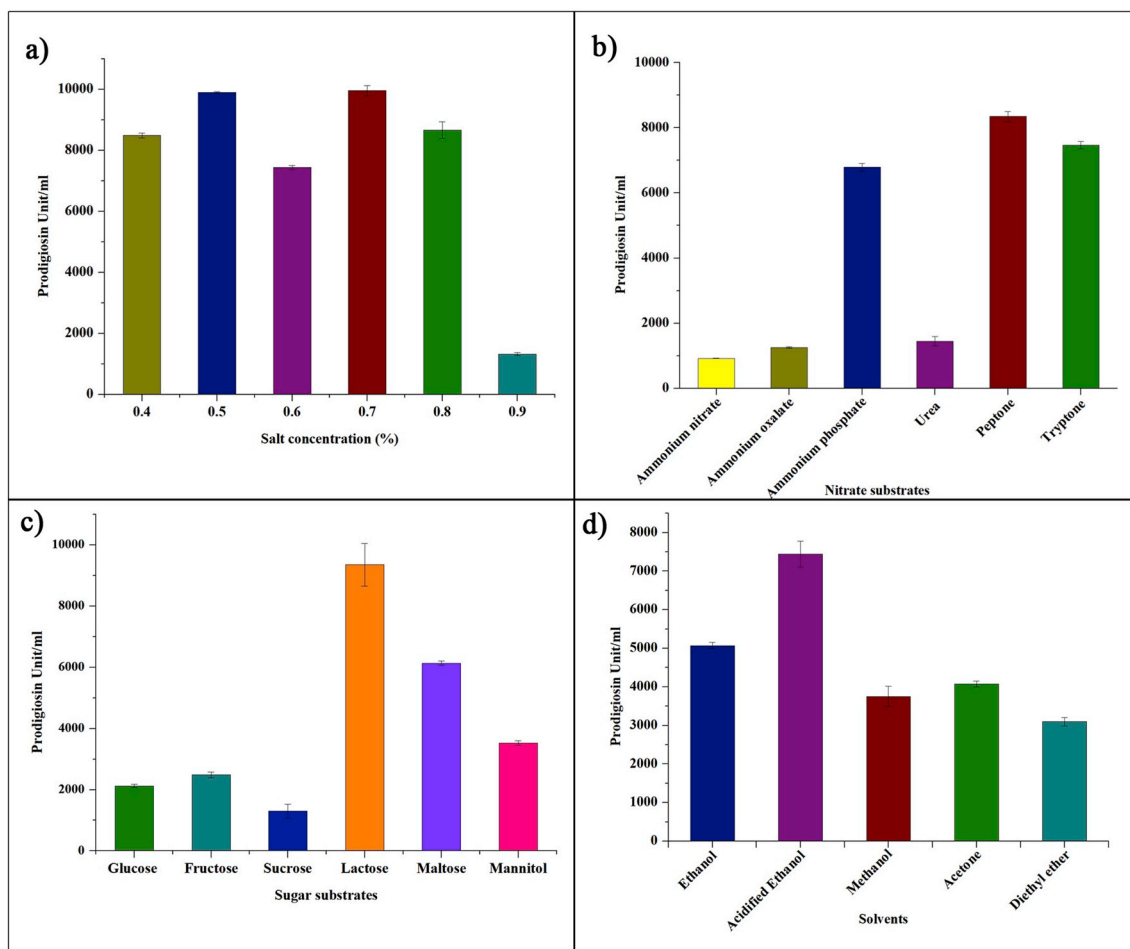 a)
Prodigiosin Unit/ml
10000
8000
6000
4000
2000
0
0.4 0.5 0.6 0.7 0.8 0.9
Salt concentration (%)
b)
Prodigiosin Unit/ml
10000
8000
6000
4000
2000
0
Ammonium nitrate
Ammonium oxalate
Ammonium phosphate
Urea
Peptone
Tryptone
Nitrate substrates
c)
Prodigiosin Unit/ml
10000
8000
6000
4000
2000
0
Glucose Fructose Sucrose Lactose Maltose Mannitol
Sugar substrates
d)
Prodigiosin Unit/ml
8000
7000
6000
5000
4000
3000
2000
1000
0
Ethanol
Acidified Ethanol
Methanol
Acetone
Diethyl ether
Solvents